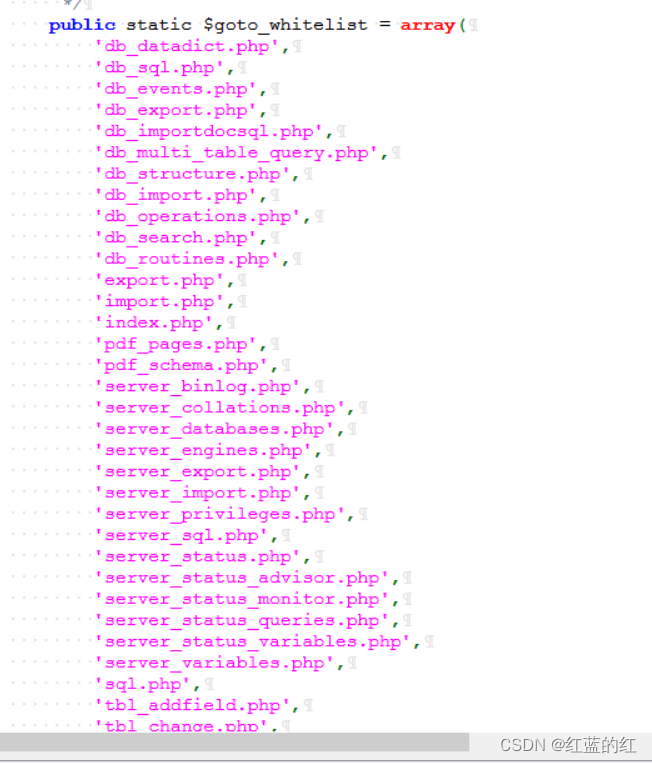 */
public static $goto_whitelist = array(
'db_datadict.php',
'db_sql.php',
'db_events.php',
'db_export.php',
'db_importdocsql.php',
'db_multi_table_query.php',
'db_structure.php',
'db_import.php',
'db_operations.php',
'db_search.php',
'db_routines.php',
'export.php',
'import.php',
'index.php',
'pdf_pages.php',
'pdf_schema.php',
'server_binlog.php',
'server_collations.php',
'server_databases.php',
'server_engines.php',
'server_export.php',
'server_import.php',
'server_privileges.php',
'server_sql.php',
'server_status.php',
'server_status_advisor.php',
'server_status_monitor.php',
'server_status_queries.php',
'server_status_variables.php',
'server_variables.php',
'sql.php',
'tbl_addfield.php',
'tbl_change.php',
CSDN @红蓝的红